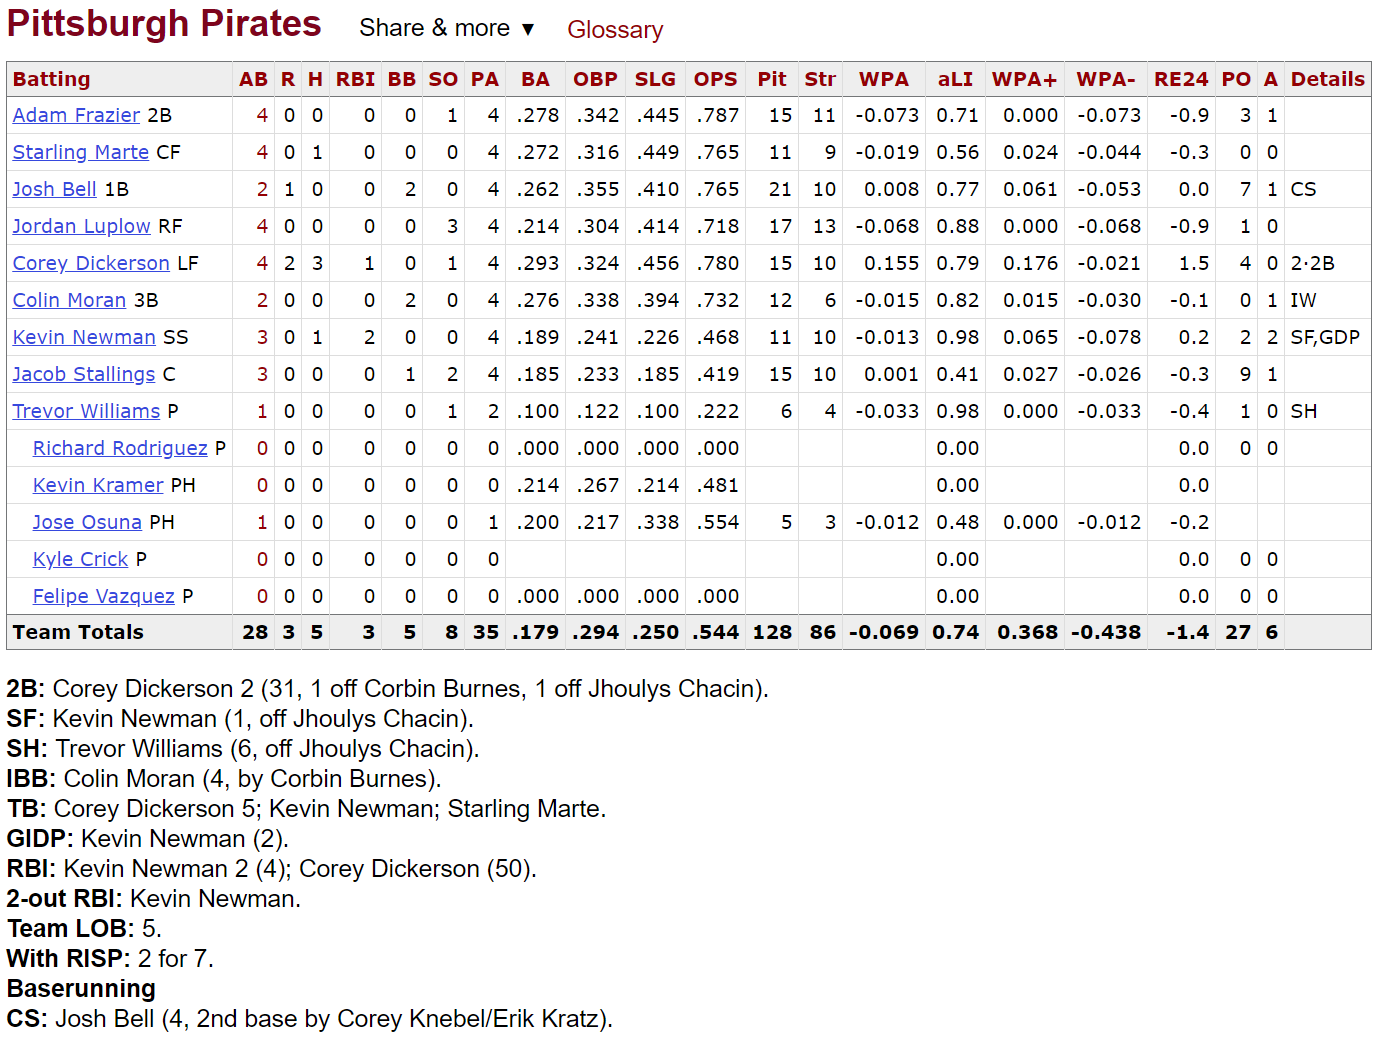 Pittsburgh Pirates Share & more ▼ Glossary
Batting AB R H RBI BB SO PA BA OBP SLG OPS Pit Str WPA aLI WPA+ WPA- RE24 PO A Details
Adam Frazier 2B 4 0 0 0 0 1 4 .278 .342 .445 .787 15 11 -0.073 0.71 0.000 -0.073 -0.9 3 1
Starling Marte CF 4 0 1 0 0 0 4 .272 .316 .449 .765 11 9 -0.019 0.56 0.024 -0.044 -0.3 0 0
Josh Bell 1B 2 1 0 0 2 0 4 .262 .355 .410 .765 21 10 0.008 0.77 0.061 -0.053 0.0 7 1 CS
Jordan Luplow RF 4 0 0 0 0 3 4 .214 .304 .414 .718 17 13 -0.068 0.88 0.000 -0.068 -0.9 1 0
Corey Dickerson LF 4 2 3 1 0 1 4 .293 .324 .456 .780 15 10 0.155 0.79 0.176 -0.021 1.5 4 0 2·2B
Colin Moran 3B 2 0 0 0 2 0 4 .276 .338 .394 .732 12 6 -0.015 0.82 0.015 -0.030 -0.1 0 1 IW
Kevin Newman SS 3 0 1 2 0 0 4 .189 .241 .226 .468 11 10 -0.013 0.98 0.065 -0.078 0.2 2 2 SF,GDP
Jacob Stallings C 3 0 0 0 1 2 4 .185 .233 .185 .419 15 10 0.001 0.41 0.027 -0.026 -0.3 9 1
Trevor Williams P 1 0 0 0 0 1 2 .100 .122 .100 .222 6 4 -0.033 0.98 0.000 -0.033 -0.4 1 0 SH
Richard Rodriguez P 0 0 0 0 0 0 0 .000 .000 .000 .000 0.00 0.0 0 0
Kevin Kramer PH 0 0 0 0 0 0 0 .214 .267 .214 .481 0.00 0.0
Jose Osuna PH 1 0 0 0 0 0 1 .200 .217 .338 .554 5 3 -0.012 0.48 0.000 -0.012 -0.2
Kyle Crick P 0 0 0 0 0 0 0 0.00 0.0 0 0
Felipe Vazquez P 0 0 0 0 0 0 0 .000 .000 .000 .000 0.00 0.0 0 0
Team Totals 28 3 5 3 5 8 35 .179 .294 .250 .544 128 86 -0.069 0.74 0.368 -0.438 -1.4 27 6
2B: Corey Dickerson 2 (31, 1 off Corbin Burnes, 1 off Jhoulys Chacin).
SF: Kevin Newman (1, off Jhoulys Chacin).
SH: Trevor Williams (6, off Jhoulys Chacin).
IBB: Colin Moran (4, by Corbin Burnes).
TB: Corey Dickerson 5; Kevin Newman; Starling Marte.
GIDP: Kevin Newman (2).
RBI: Kevin Newman 2 (4); Corey Dickerson (50).
2-out RBI: Kevin Newman.
Team LOB: 5.
With RISP: 2 for 7.
Baserunning
CS: Josh Bell (4, 2nd base by Corey Knebel/Erik Kratz).